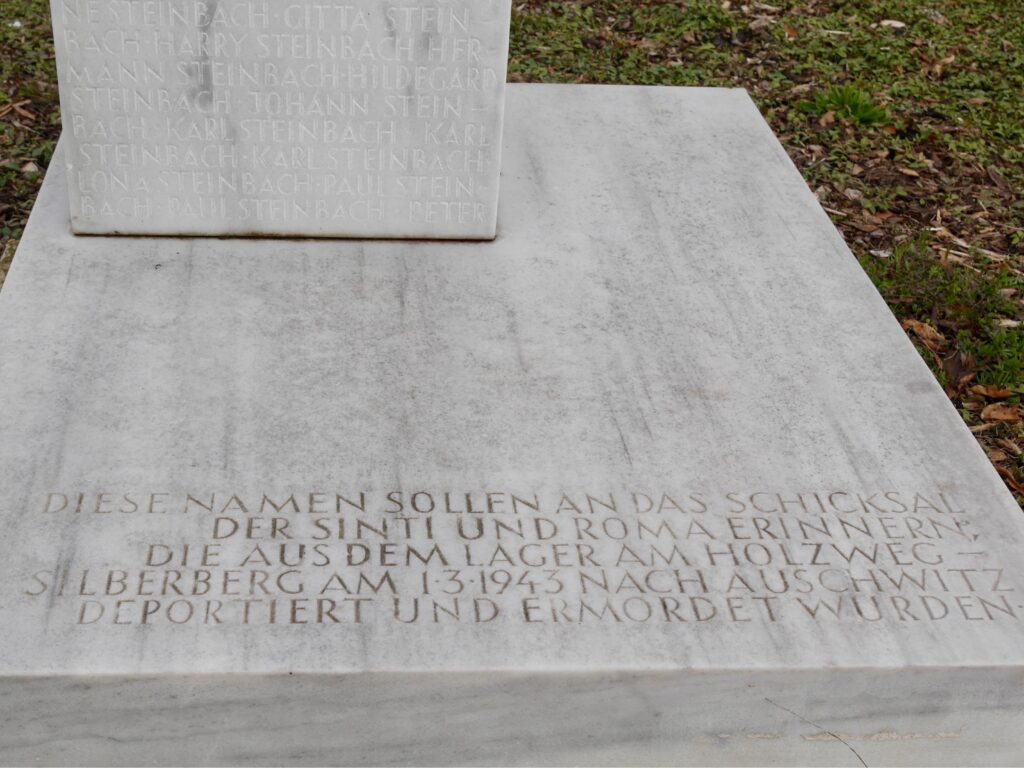 NE STEINBACH · GITTA STEIN-
BACH · HARRY STEINBACH · HER-
MANN STEINBACH · HILDEGARD
STEINBACH · JOHANN STEIN-
BACH · KARL STEINBACH · KARL
STEINBACH · KARL STEINBACH ·
LONA STEINBACH · PAUL STEIN-
BACH · PAUL STEINBACH · PETER
DIESE NAMEN SOLLEN AN DAS SCHICKSAL
DER SINTI UND ROMA ERINNERN,
DIE AUS DEM LAGER AM HOLZWEG –
SILBERBERG AM 1·3·1943 NACH AUSCHWITZ
DEPORTIERT UND ERMORDET WURDEN·